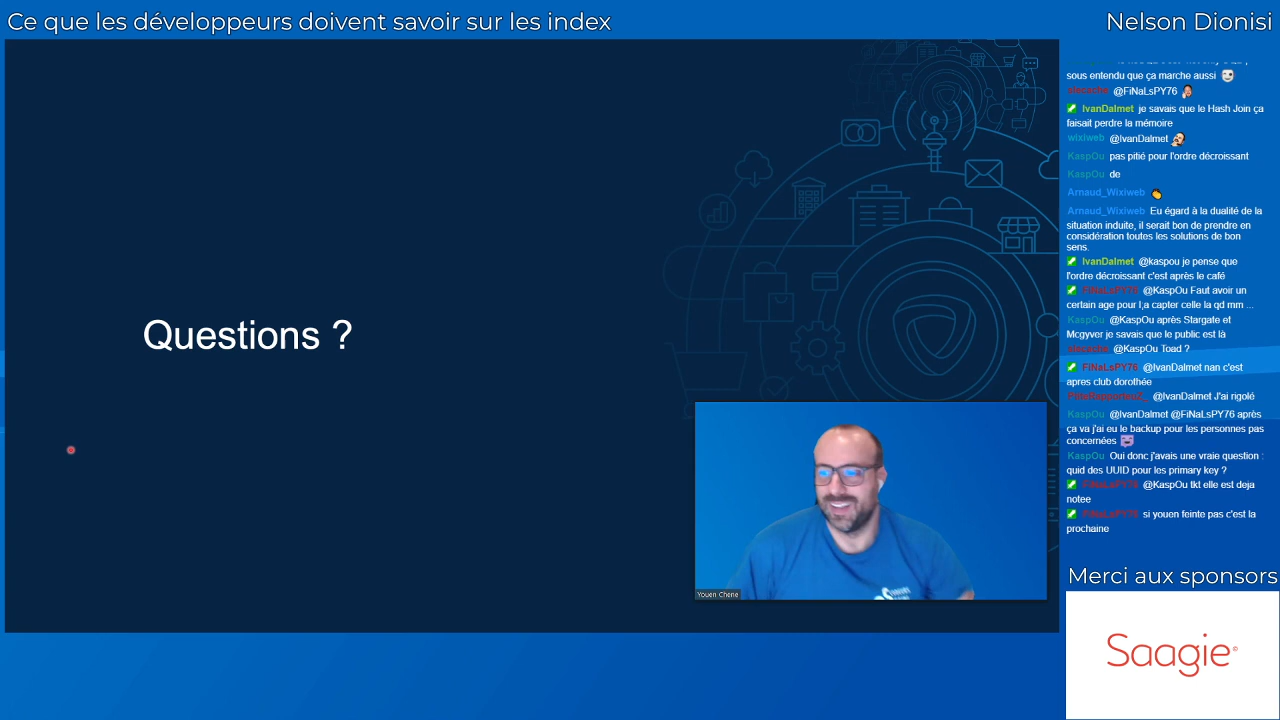 Ce que les développeurs doivent savoir sur les index
Nelson Dionisi
Questions ?
Youen Chene
sous entendu que ça marche aussi
@FiNaLsPY76
IvanDalmet je savais que le Hash Join ça
faisait perdre la mémoire
wixiweb @IvanDalmet
KaspOu pas pitié pour l'ordre décroissant
KaspOu de
Arnaud_Wixiweb
Arnaud_Wixiweb Eu égard à la dualité de la
situation induite, il serait bon de prendre en
considération toutes les solutions de bon
sens.
IvanDalmet @kaspou je pense que
l'ordre décroissant c'est après le café
FiNaLsPY76 @KaspOu Faut avoir un
certain age pour l,a capter celle la qd mm ...
KaspOu @KaspOu après Stargate et
Mcgyver je savais que le public est là
@KaspOu Toad ?
FiNaLsPY76 @IvanDalmet nan c'est
apres club dorothée
@IvanDalmet J'ai rigolé
KaspOu @IvanDalmet @FiNaLsPY76 après
ça va j'ai eu le backup pour les personnes pas
concernées
KaspOu Oui donc j'avais une vraie question :
quid des UUID pour les primary key ?
FiNaLsPY76 @KaspOu tkt elle est deja
notee
FiNaLsPY76 si youen feinte pas c'est la
prochaine
Merci aux sponsors
Saagie